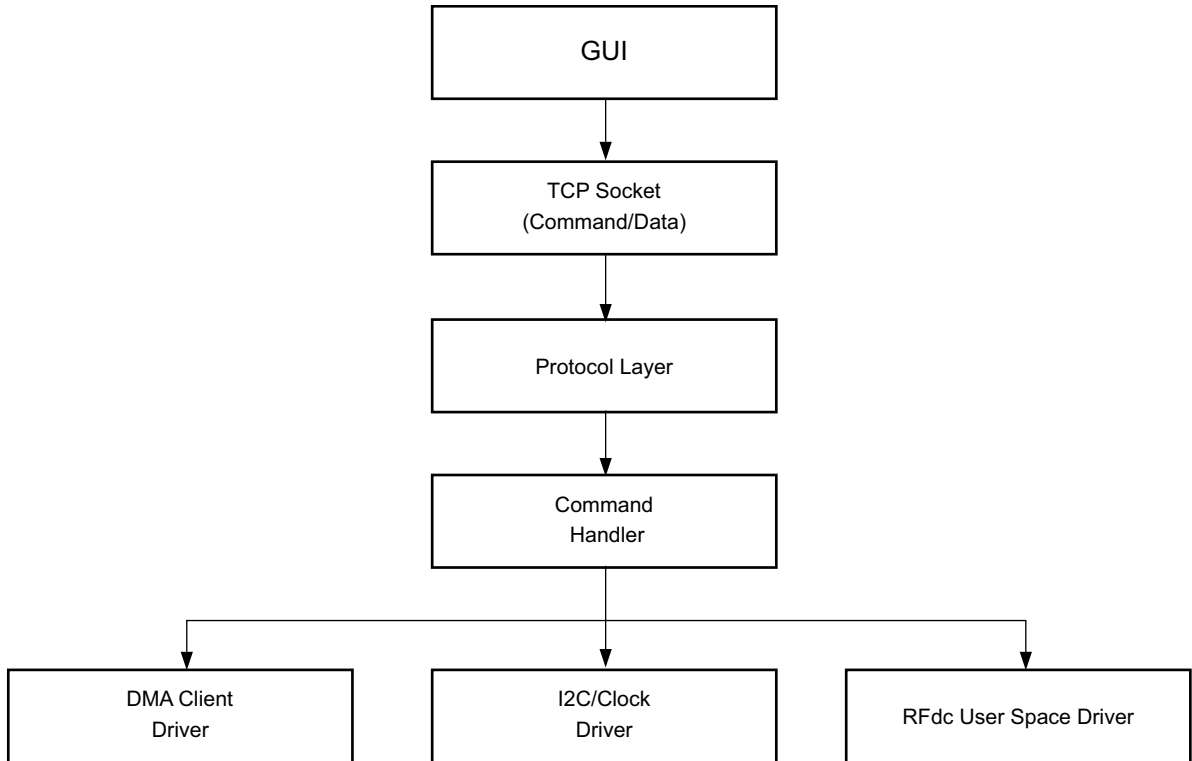 GUI
TCP Socket
(Command/Data)
Protocol Layer
Command
Handler
DMA Client
Driver
I2C/Clock
Driver
RFdc User Space Driver